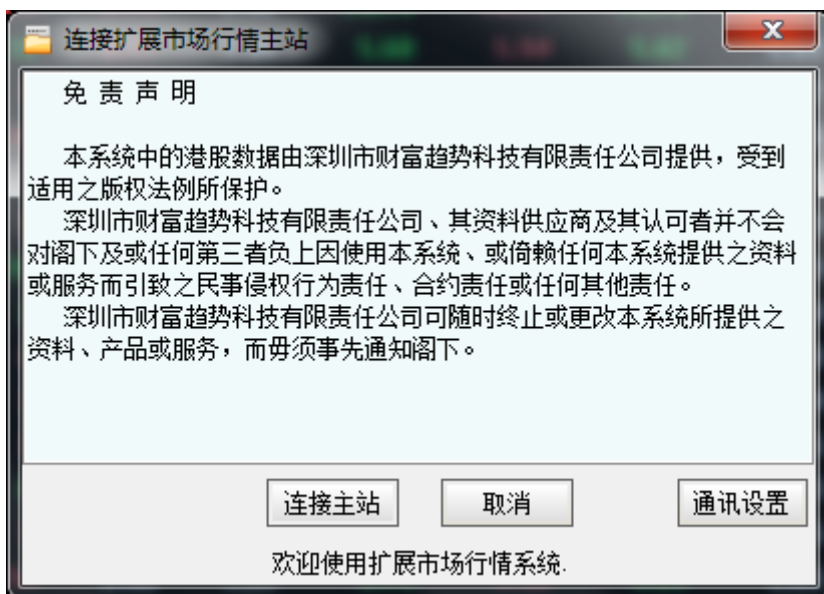 连接扩展市场行情主站
免 责 声 明
本系统中的港股数据由深圳市财富趋势科技有限责任公司提供，受到
适用之版权法例所保护。
深圳市财富趋势科技有限责任公司、其资料供应商及其认可者并不会
对阁下及或任何第三者负上因使用本系统、或倚赖任何本系统提供之资料
或服务而引致之民事侵权行为责任、合约责任或任何其他责任。
深圳市财富趋势科技有限责任公司可随时终止或更改本系统所提供之
资料、产品或服务，而毋须事先通知阁下。
连接主站 取消 通讯设置
欢迎使用扩展市场行情系统.